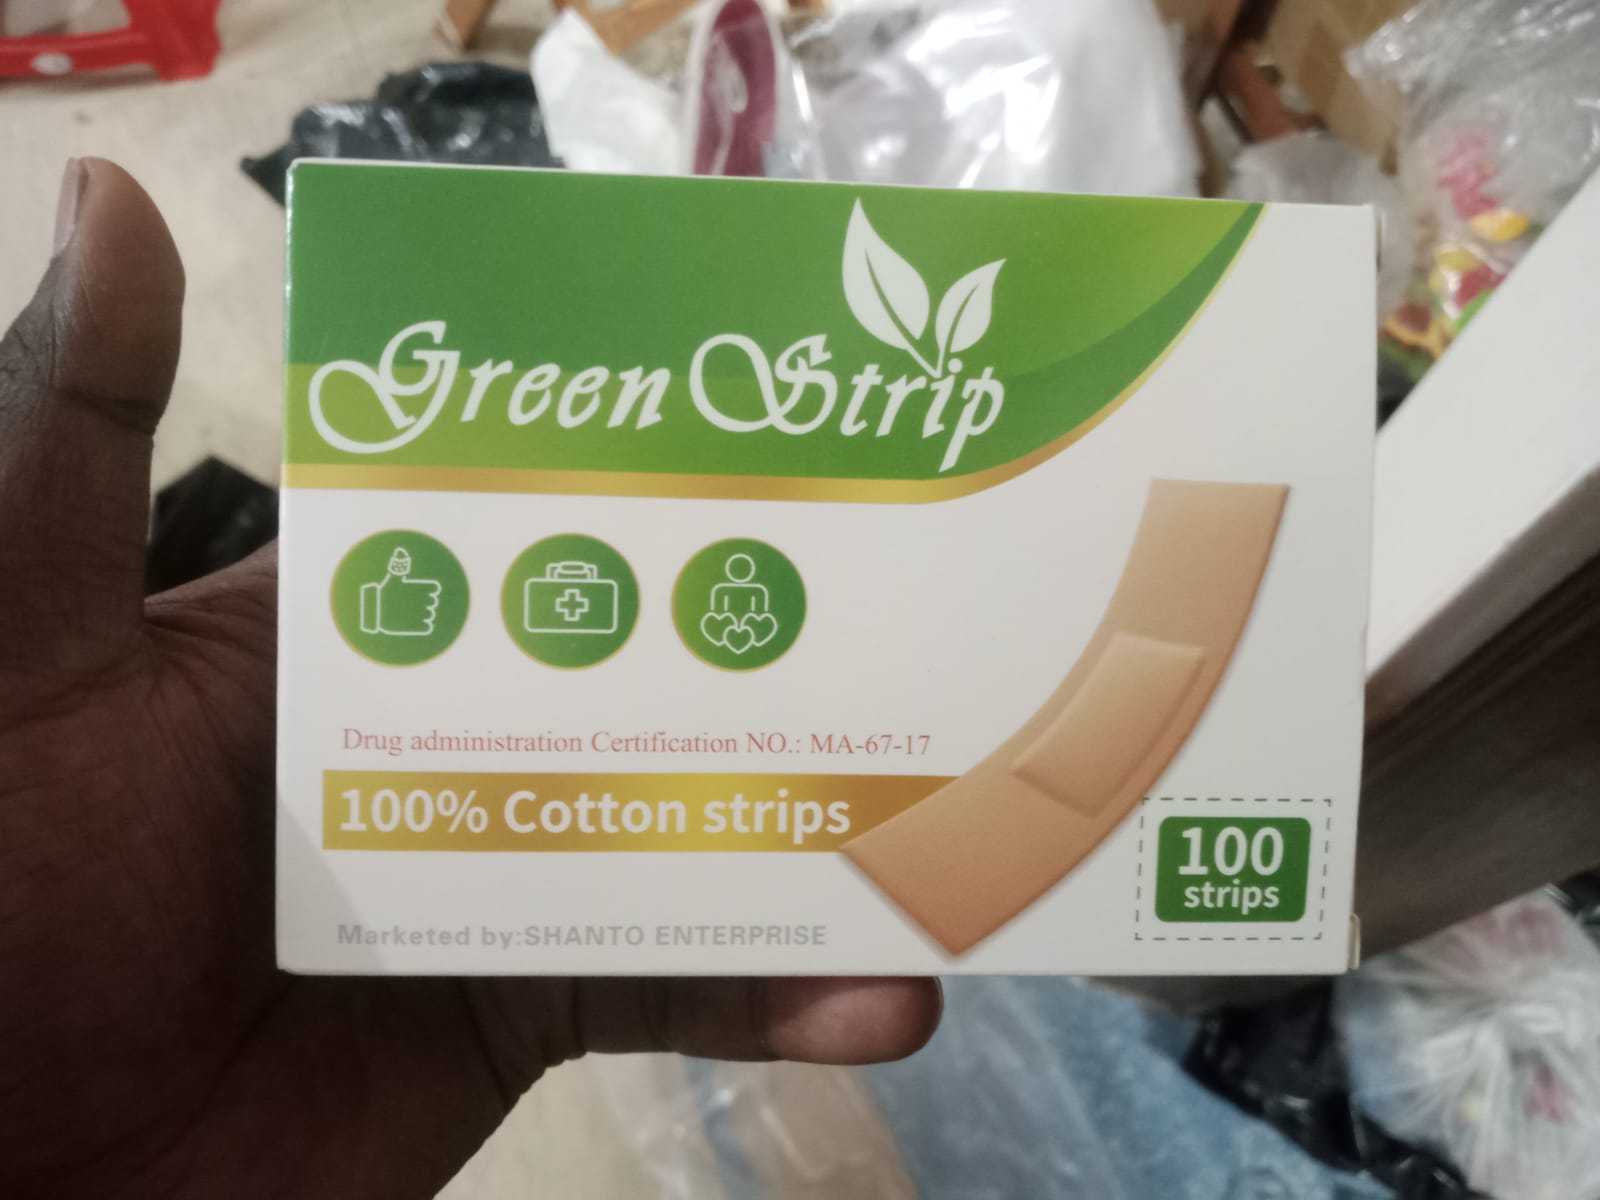 Green Strip
Drug administration Certification NO.: MA-67-17
100% Cotton strips
100
strips
Marketed by:SHANTO ENTERPRISE